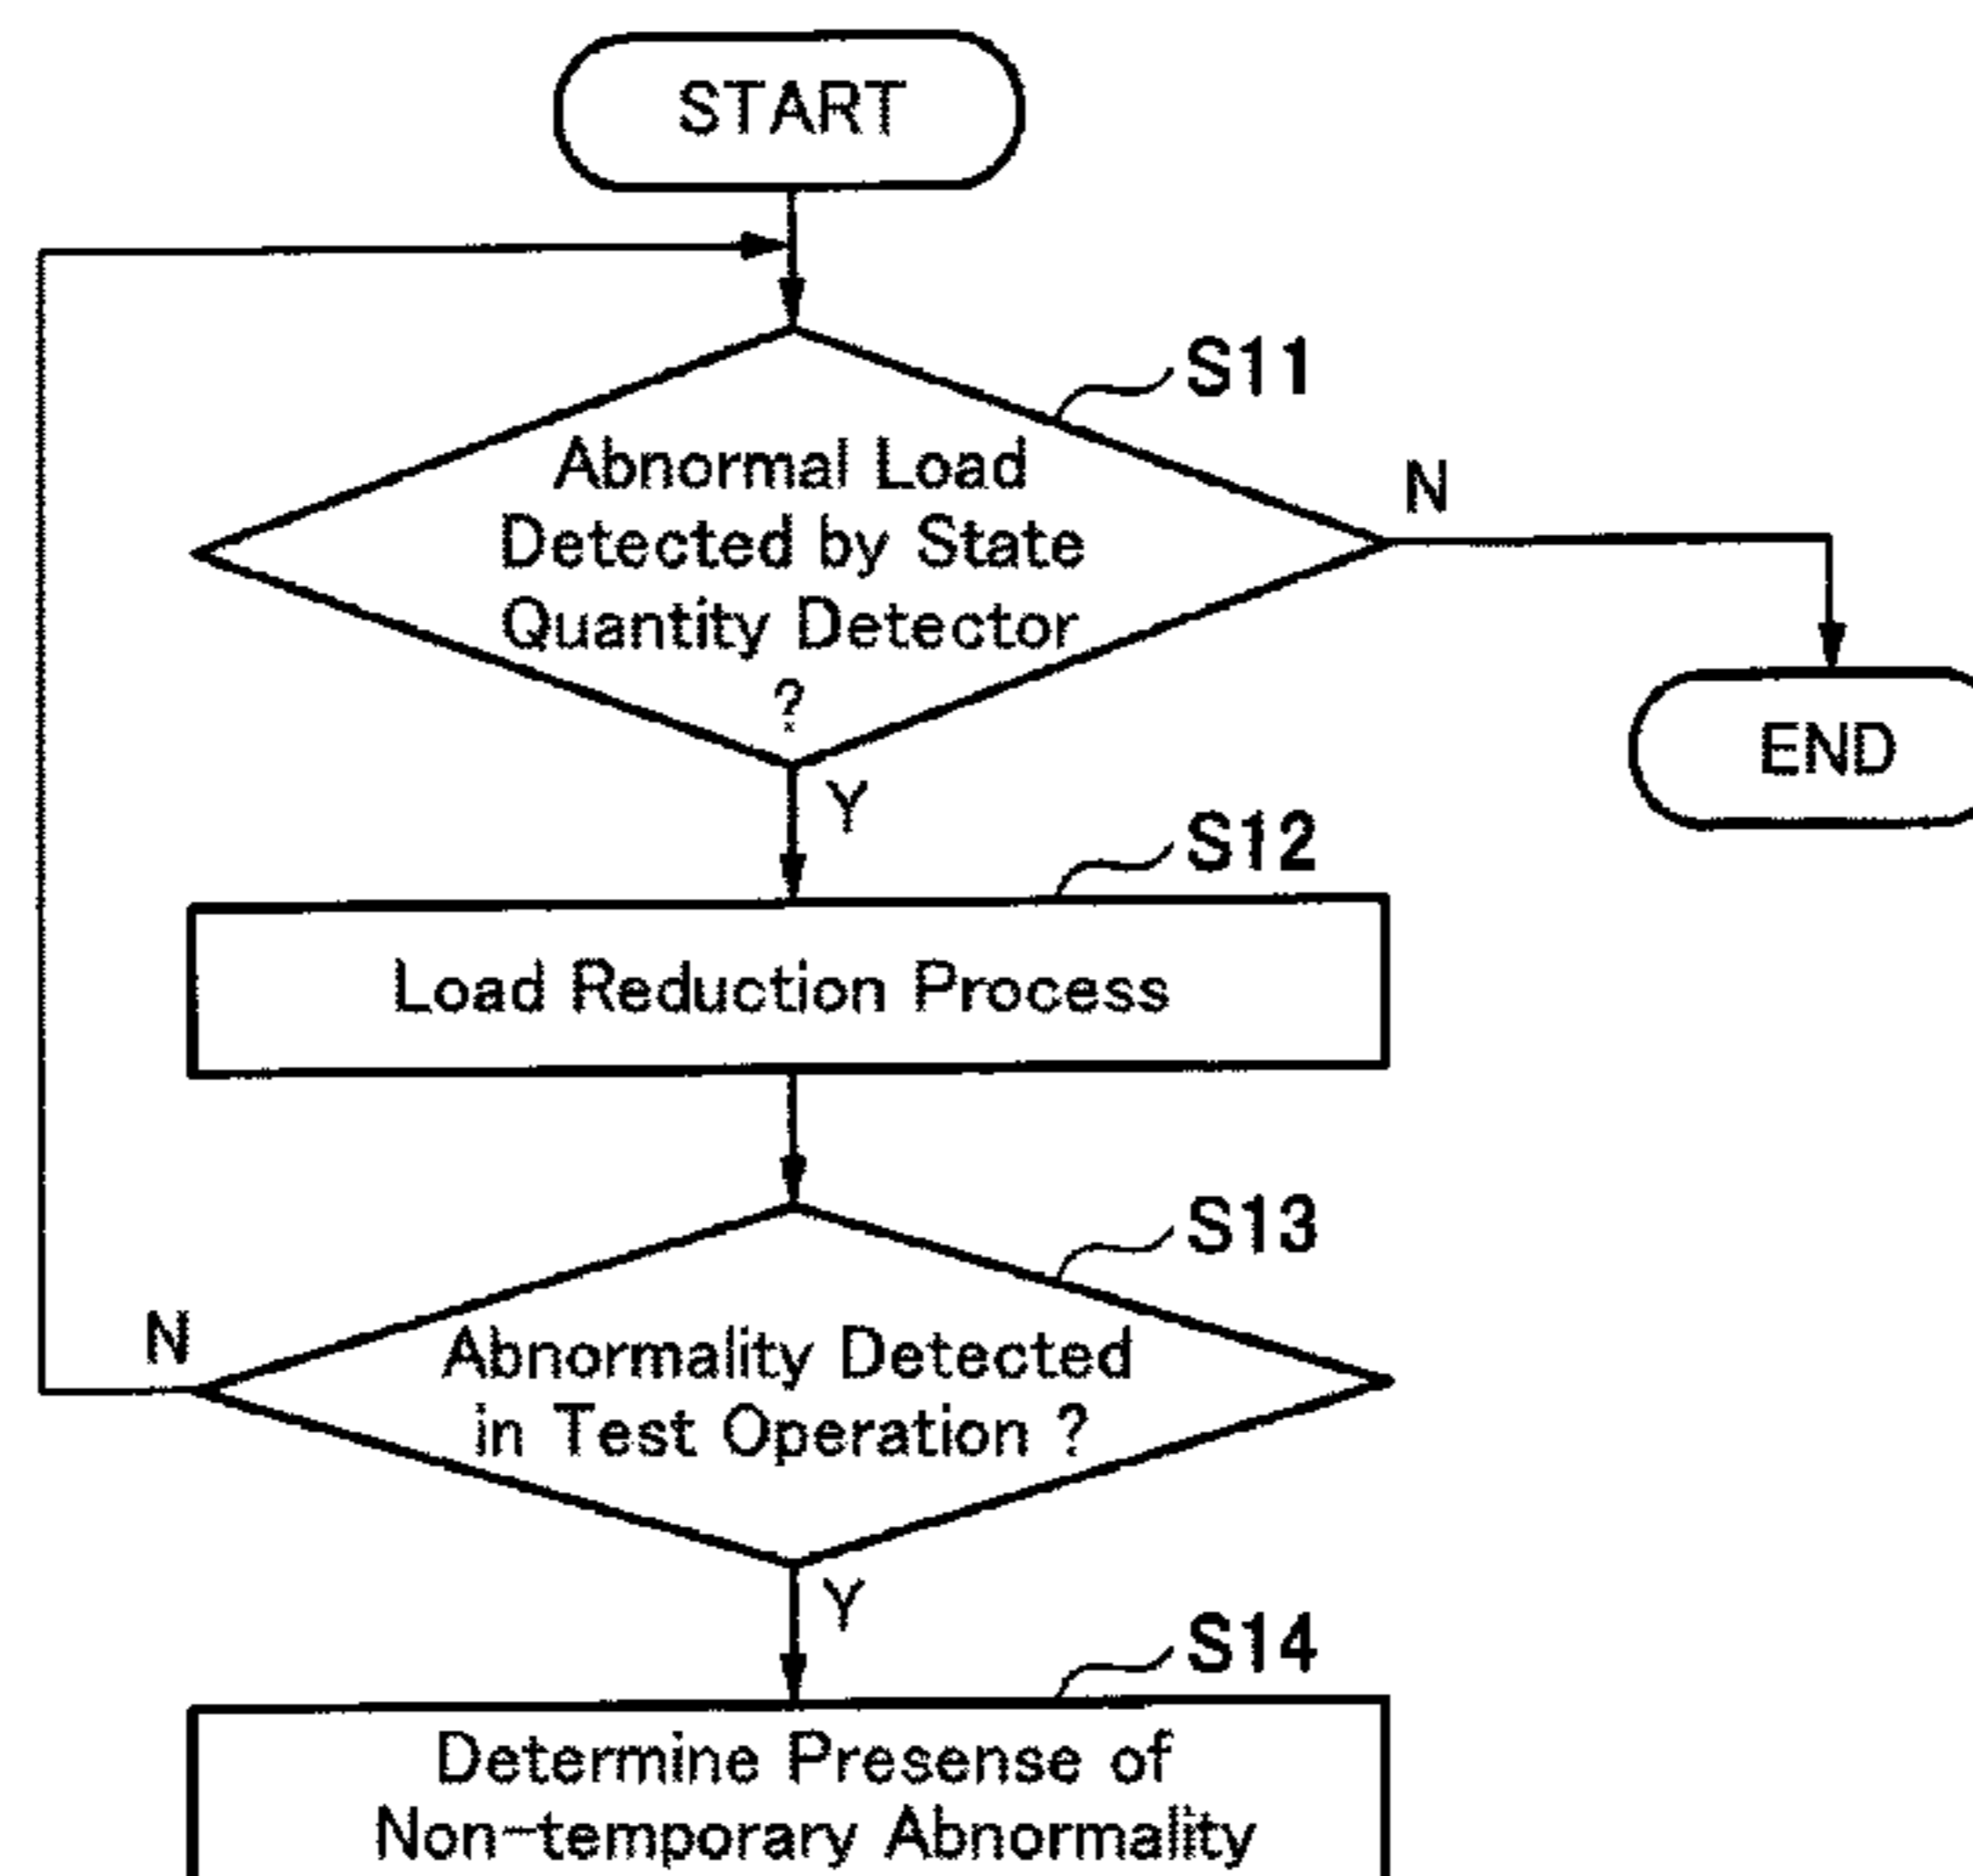 START
S11
Abnormal Load
Detected by State
Quantity Detector
?
N
Y
END
S12
Load Reduction Process
S13
Abnormality Detected
in Test Operation ?
N
Y
S14
Determine Presense of
Non-temporary Abnormality